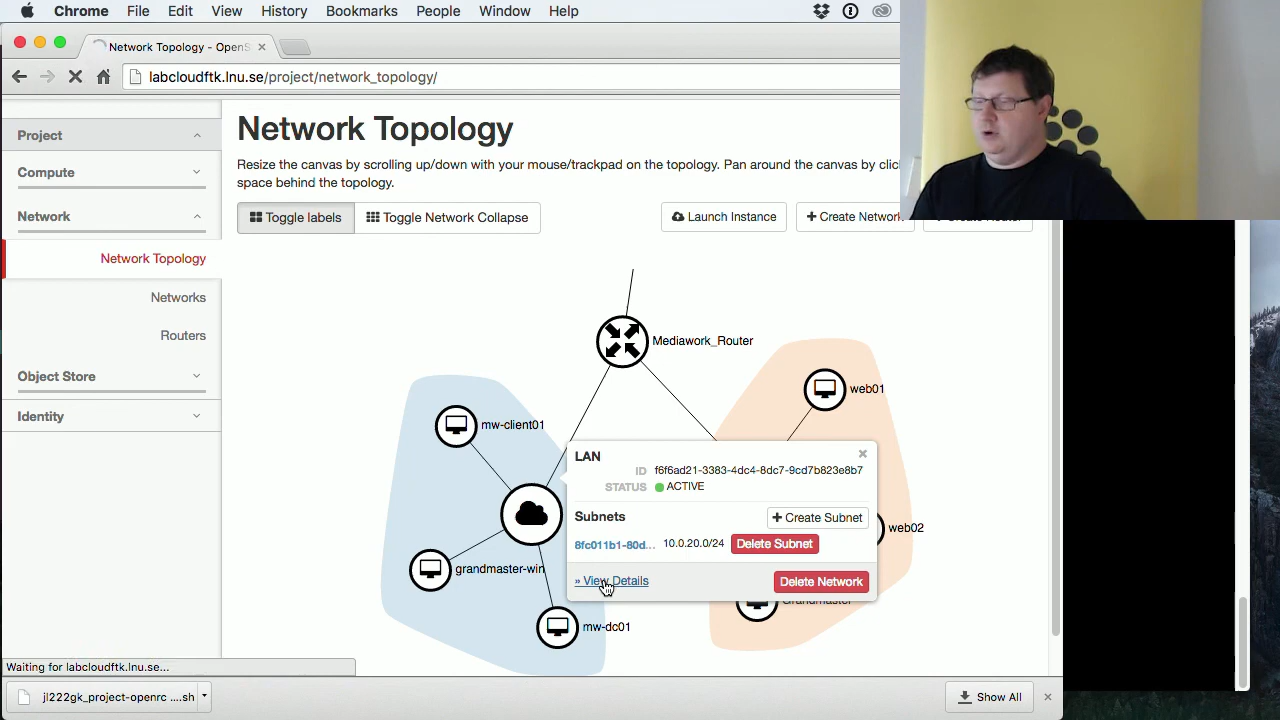 Chrome File Edit View History Bookmarks People Window Help
Network Topology - OpenS
labcloudftk.lnu.se/project/network_topology/
Project
Compute
Network
Network Topology
Networks
Routers
Object Store
Identity
Network Topology
Resize the canvas by scrolling up/down with your mouse/trackpad on the topology. Pan around the canvas by clic
space behind the topology.
Toggle labels
Toggle Network Collapse
Launch Instance
+ Create Network
Mediawork_Router
web01
mw-client01
LAN
ID f6f6ad21-3383-4dc4-8dc7-9cd7b823e8b7
STATUS ACTIVE
Subnets
+ Create Subnet
8fc011b1-80d... 10.0.20.0/24 Delete Subnet
» View Details
Delete Network
web02
grandmaster-win
Grandmaster
mw-dc01
Waiting for labcloudftk.lnu.se...
jl222gk_project-openrc ....sh
Show All